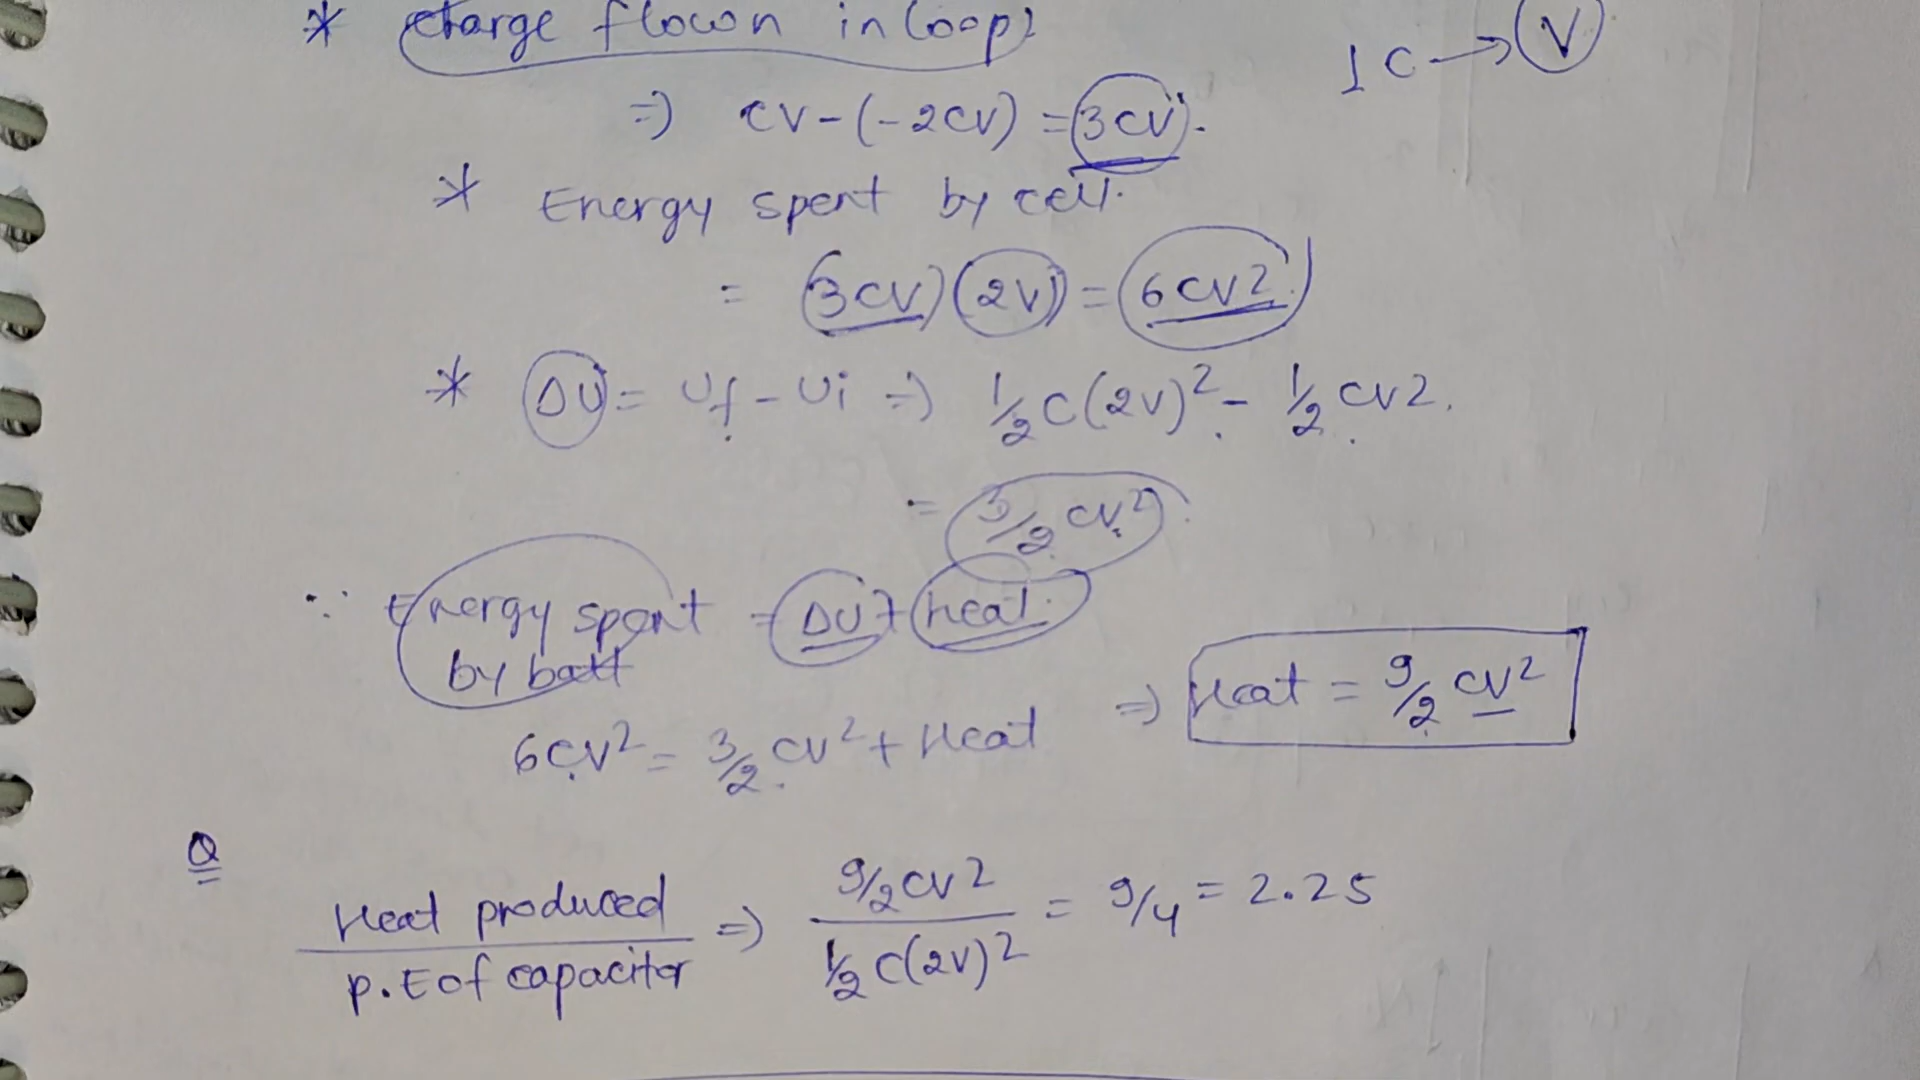 * charge flown in loop:
1C → V
=) CV-(-2CV) = 3CV.
* Energy spent by cell.
= (3CV)(2V) = 6CV2
* ΔU = Uf - Ui =) 1/2C(2V)² - 1/2 CV2.
= 3/2 CV²
∵ Energy spent = ΔU + heat.
by batt
=) Heat = 9/2 CV²
6CV² = 3/2 CV² + Heat
Q
Heat produced =) 9/2CV² = 9/4 = 2.25
p.E of capacitor 1/2 C(2V)²